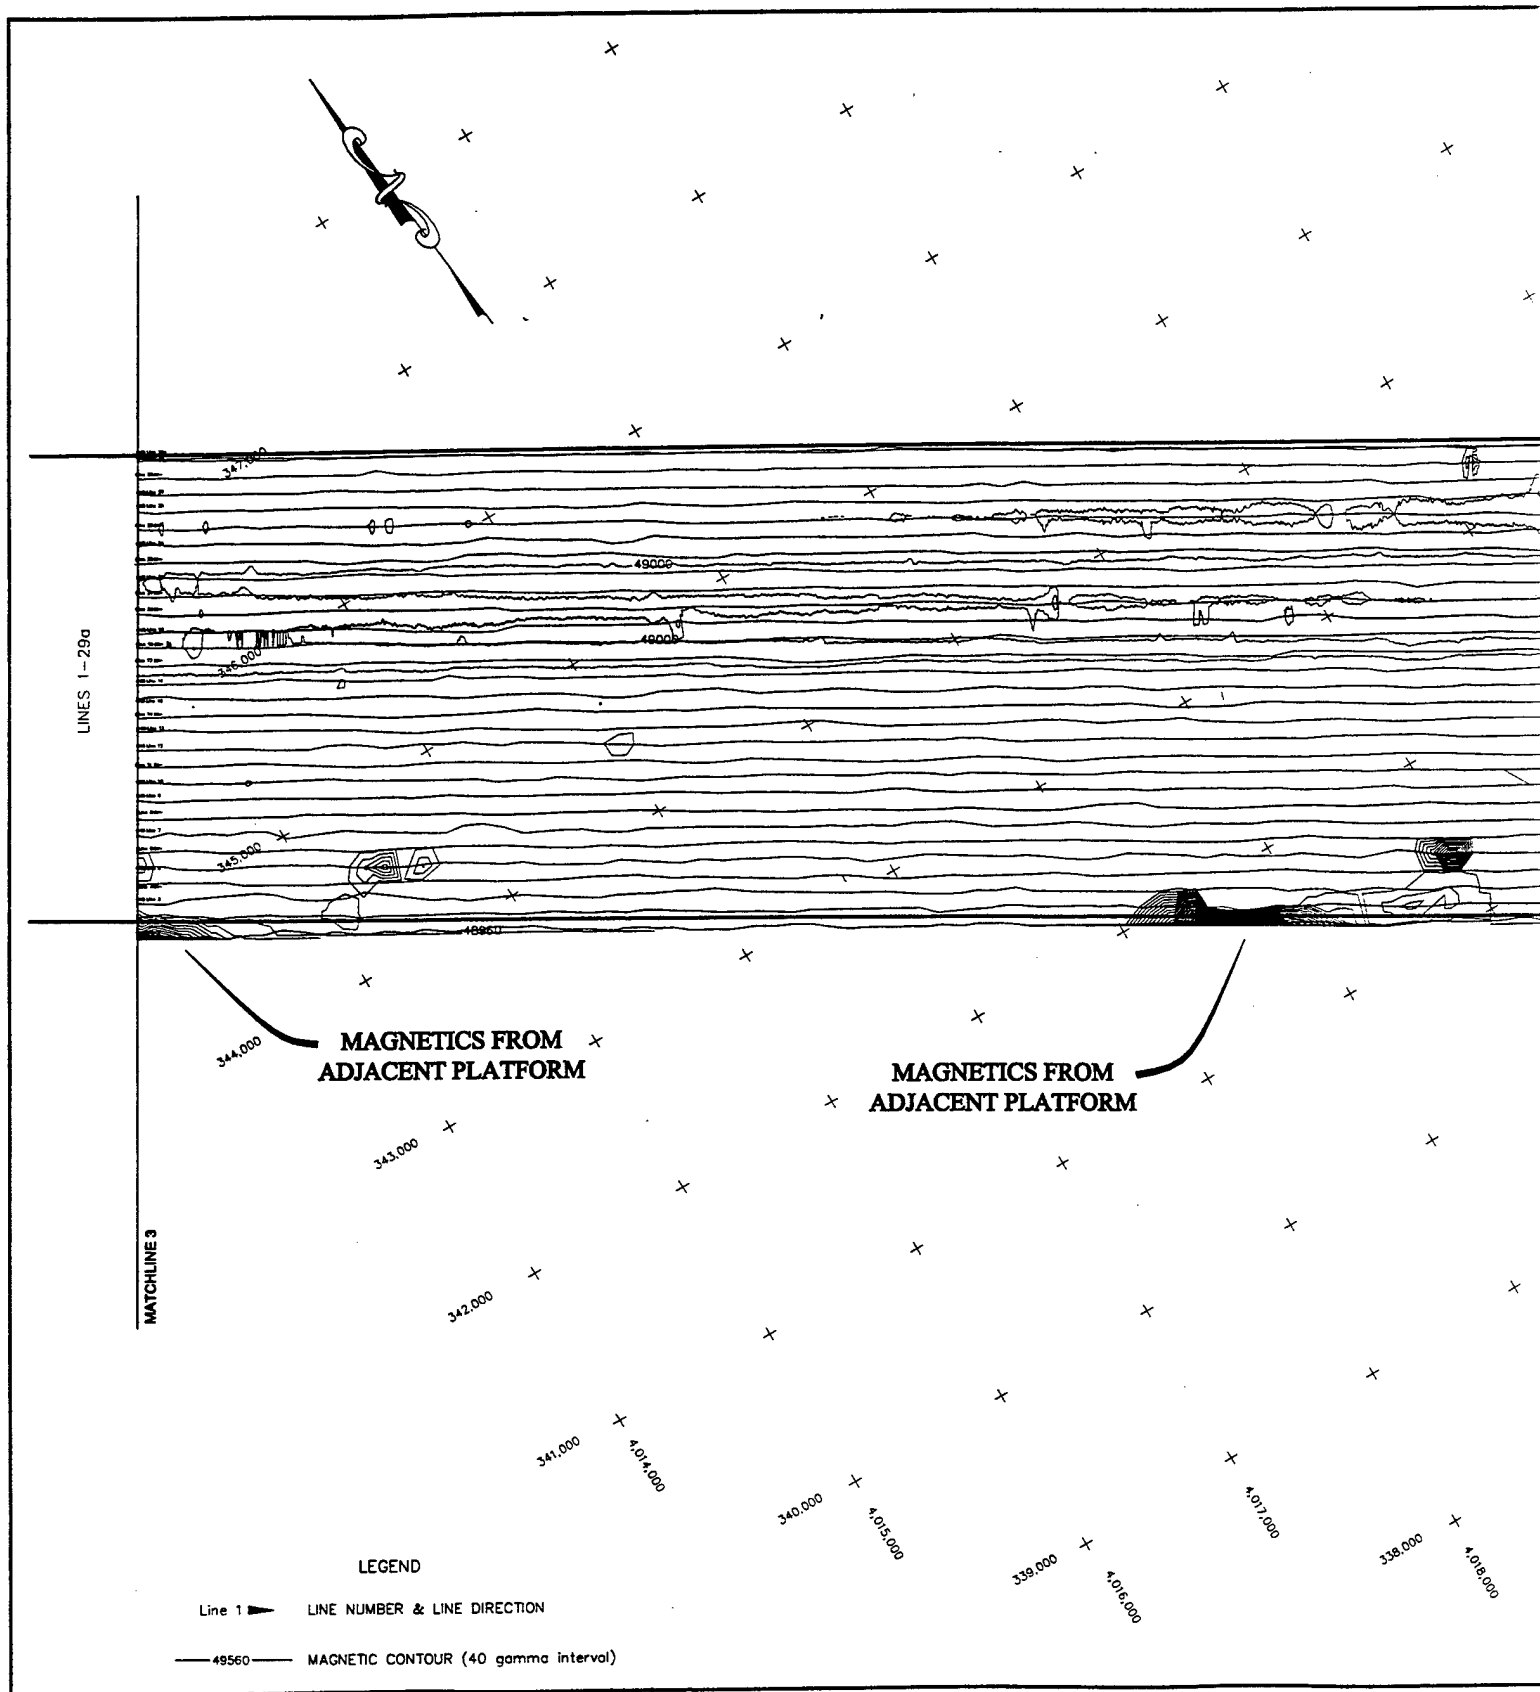 347,000
49000
LINES 1-29a
49000
346,000
345,000
48960
MAGNETICS FROM
ADJACENT PLATFORM
MAGNETICS FROM
ADJACENT PLATFORM
344,000
343,000
MATCHLINE 3
342,000
341,000
4,014,000
340,000
4,015,000
339,000
4,016,000
4,017,000
338,000
4,018,000
LEGEND
Line 1
LINE NUMBER & LINE DIRECTION
49560
MAGNETIC CONTOUR (40 gamma interval)